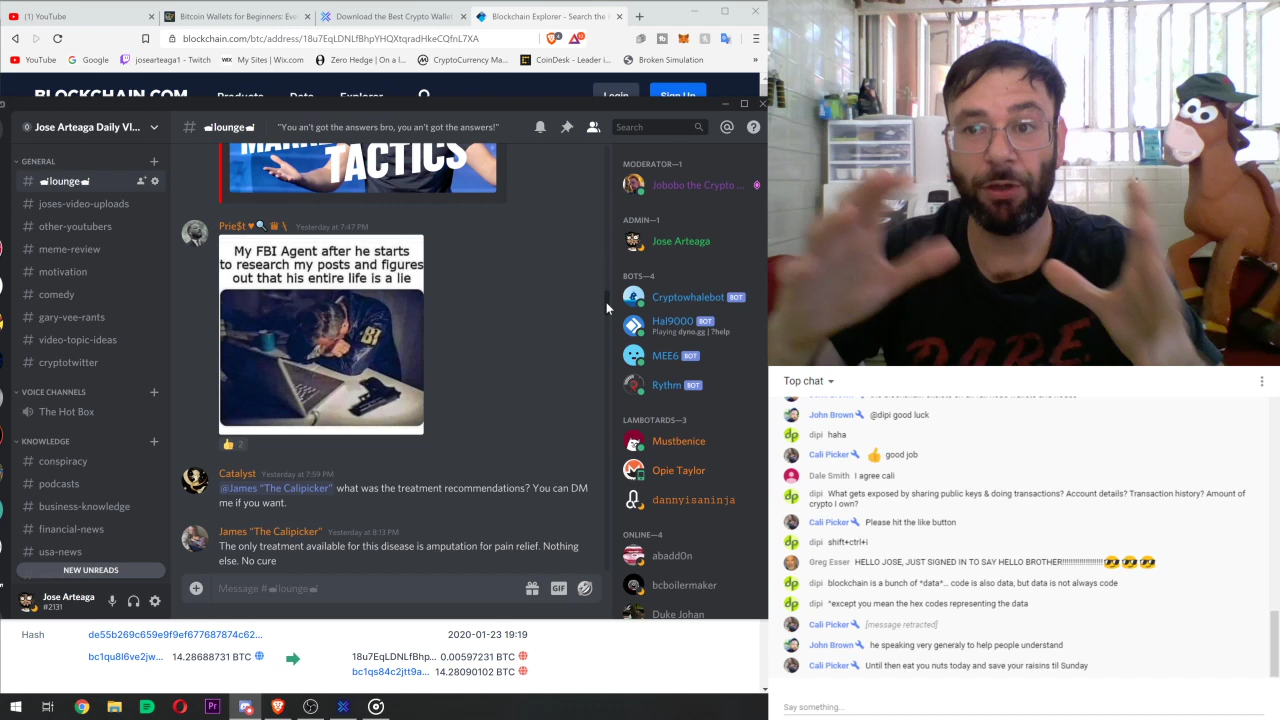 Bitcoin Wallets for Beginners: Eve
Download the Best Crypto Wallet
Blockchain Explorer - Search the
blockchain.com/btc/address/18u7EqLDNLfBhpYHQXtqradHkeCQfnL7XA
YouTube
Google
josearteaga1 - Twitch
WIX My Sites | Wix.com
Zero Hedge | On a l...
CryptoCurrency Ma...
CoinDesk - Leader i...
Broken Simulation
BLOCKCHAIN.COM
Products
Data
Explorer
Login
Sign Up
Jose Arteaga Daily Vl...
# lounge
"You an't got the answers bro, you an't got the answers!"
Search
GENERAL
# lounge
# joses-video-uploads
# other-youtubers
# meme-review
# motivation
# comedy
# gary-vee-rants
# video-topic-ideas
# cryptotwitter
VOICE CHANNELS
The Hot Box
KNOWLEDGE
# conspiracy
# podcasts
# business-knowledge
# financial-news
# usa-news
NEW UNREADS
Jose Arteaga
#2131
TACTICS
Prie$t ♥🔍♕ \ Yesterday at 7:47 PM
My FBI Agent after he starts
to research my posts and figures
out that his entire life is a lie
👍 2
Catalyst Yesterday at 7:59 PM
@James "The Calipicker" what was the treatment recommendations? You can DM
me if you want.
James "The Calipicker" Yesterday at 8:13 PM
The only treatment available for this disease is amputation for pain relief. Nothing
else. No cure
Message #lounge
GIF
MODERATOR—1
Jobobo the Crypto ...
ADMIN—1
Jose Arteaga
BOTS—4
Cryptowhalebot BOT
Hal9000 BOT
Playing dyno.gg | ?help
MEE6 BOT
Rythm BOT
LAMBOTARDS—3
Mustbenice
Opie Taylor
dannyisaninja
ONLINE—4
abadd0n
bcboilermaker
Duke Johan
Hash
de55b269c659e9f9ef677687874c62...
2020-01-23 19:19
bc1qu8l6ve2jw...
14.28688731 BTC
18u7EqLDNLfBhp...
0.00597231 BTC
bc1qs84c2jtt9a...
14.28090102 BTC
DARE
Top chat
John Brown @dipi good luck
dipi haha
Cali Picker 👍 good job
Dale Smith I agree cali
dipi What gets exposed by sharing public keys & doing transactions? Account details? Transaction history? Amount of
crypto I own?
Cali Picker Please hit the like button
dipi shift+ctrl+i
Greg Esser HELLO JOSE, JUST SIGNED IN TO SAY HELLO BROTHER!!!!!!!!!!!!!!!!!!!!!
dipi blockchain is a bunch of *data*... code is also data, but data is not always code
dipi *except you mean the hex codes representing the data
Cali Picker [message retracted]
John Brown he speaking very generaly to help people understand
Cali Picker Until then eat you nuts today and save your raisins til Sunday
Say something...